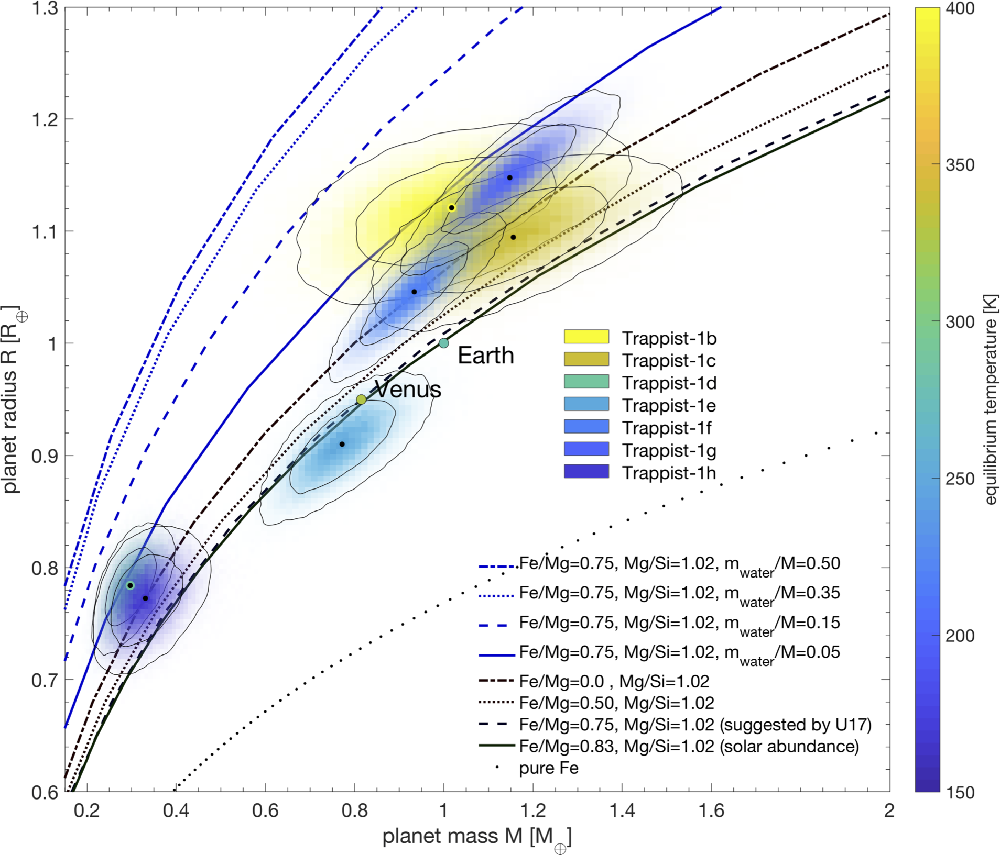 1.3
1.2
1.1
1
0.9
0.8
0.7
0.6
planet radius R [R⊕]
0.2 0.4 0.6 0.8 1 1.2 1.4 1.6 2
planet mass M [M⊕]
Earth
Venus
Trappist-1b
Trappist-1c
Trappist-1d
Trappist-1e
Trappist-1f
Trappist-1g
Trappist-1h
Fe/Mg=0.75, Mg/Si=1.02, m_water/M=0.50
Fe/Mg=0.75, Mg/Si=1.02, m_water/M=0.35
Fe/Mg=0.75, Mg/Si=1.02, m_water/M=0.15
Fe/Mg=0.75, Mg/Si=1.02, m_water/M=0.05
Fe/Mg=0.0 , Mg/Si=1.02
Fe/Mg=0.50, Mg/Si=1.02
Fe/Mg=0.75, Mg/Si=1.02 (suggested by U17)
Fe/Mg=0.83, Mg/Si=1.02 (solar abundance)
pure Fe
400
350
300
250
200
150
equilibrium temperature [K]